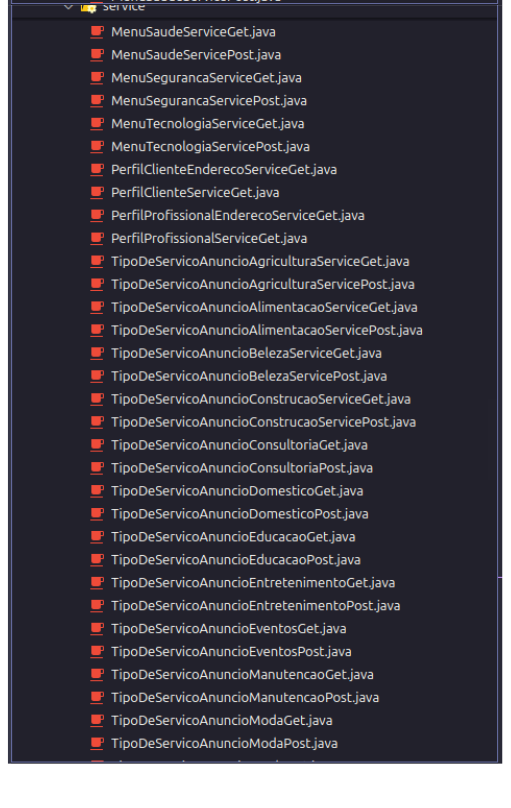 service
MenuSaudeServiceGet.java
MenuSaudeServicePost.java
MenuSegurancaServiceGet.java
MenuSegurancaServicePost.java
MenuTecnologiaServiceGet.java
MenuTecnologiaServicePost.java
PerfilClienteEnderecoServiceGet.java
PerfilClienteServiceGet.java
PerfilProfissionalEnderecoServiceGet.java
PerfilProfissionalServiceGet.java
TipoDeServicoAnuncioAgriculturaServiceGet.java
TipoDeServicoAnuncioAgriculturaServicePost.java
TipoDeServicoAnuncioAlimentacaoServiceGet.java
TipoDeServicoAnuncioAlimentacaoServicePost.java
TipoDeServicoAnuncioBelezaServiceGet.java
TipoDeServicoAnuncioBelezaServicePost.java
TipoDeServicoAnuncioConstrucaoServiceGet.java
TipoDeServicoAnuncioConstrucaoServicePost.java
TipoDeServicoAnuncioConsultoriaGet.java
TipoDeServicoAnuncioConsultoriaPost.java
TipoDeServicoAnuncioDomesticoGet.java
TipoDeServicoAnuncioDomesticoPost.java
TipoDeServicoAnuncioEducacaoGet.java
TipoDeServicoAnuncioEducacaoPost.java
TipoDeServicoAnuncioEntretenimentoGet.java
TipoDeServicoAnuncioEntretenimentoPost.java
TipoDeServicoAnuncioEventosGet.java
TipoDeServicoAnuncioEventosPost.java
TipoDeServicoAnuncioManutencaoGet.java
TipoDeServicoAnuncioManutencaoPost.java
TipoDeServicoAnuncioModaGet.java
TipoDeServicoAnuncioModaPost.java